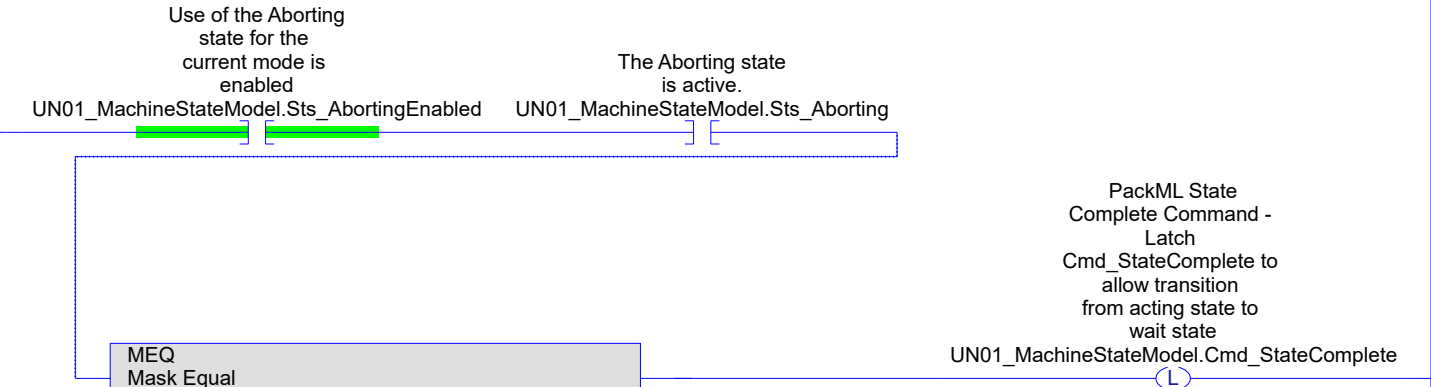 Use of the Aborting
state for the
current mode is
enabled
UN01_MachineStateModel.Sts_AbortingEnabled
The Aborting state
is active.
UN01_MachineStateModel.Sts_Aborting
PackML State
Complete Command -
Latch
Cmd_StateComplete to
allow transition
from acting state to
wait state
UN01_MachineStateModel.Cmd_StateComplete
L
MEQ
Mask Equal